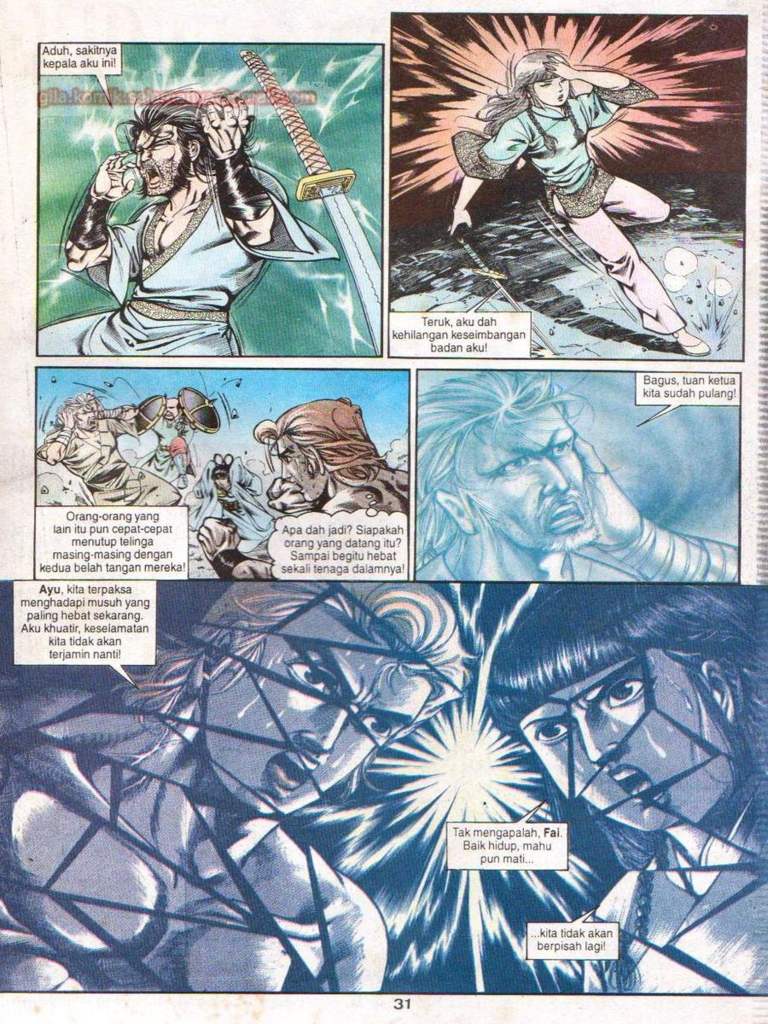 Aduh, sakitnya
kepala aku ini!
Teruk, aku dah
kehilangan keseimbangan
badan aku!
Orang-orang yang
lain itu pun cepat-cepat
menutup telinga
masing-masing dengan
kedua belah tangan mereka!
Apa dah jadi? Siapakah
orang yang datang itu?
Sampai begitu hebat
sekali tenaga dalamnya!
Bagus, tuan ketua
kita sudah pulang!
Ayu, kita terpaksa
menghadapi musuh yang
paling hebat sekarang.
Aku khuatir, keselamatan
kita tidak akan
terjamin nanti!
Tak mengapalah, Fai.
Baik hidup, mahu
pun mati...
...kita tidak akan
berpisah lagi!
31